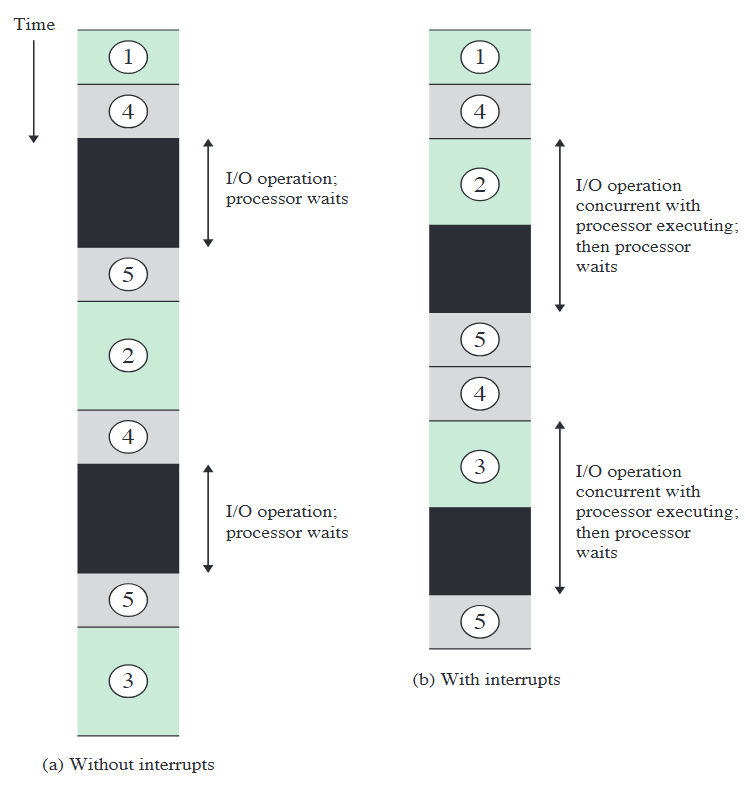 Time
1
4
I/O operation;
processor waits
5
2
4
I/O operation;
processor waits
5
3
(a) Without interrupts
1
4
2
I/O operation
concurrent with
processor executing;
then processor
waits
5
4
3
I/O operation
concurrent with
processor executing;
then processor
waits
5
(b) With interrupts